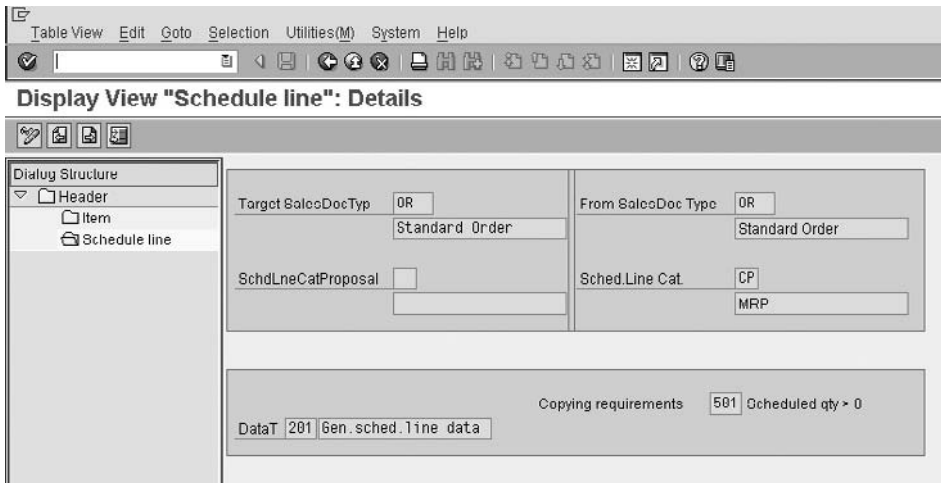 Table View Edit Goto Selection Utilities(M) System Help
Display View "Schedule line": Details
Dialog Structure
Header
Item
Schedule line
Target SalesDocTyp OR
Standard Order
From SalesDoc Type OR
Standard Order
SchdLneCatProposal
Sched.Line Cat. CP
MRP
Copying requirements 501 Scheduled qty > 0
DataT 201 Gen.sched.line data